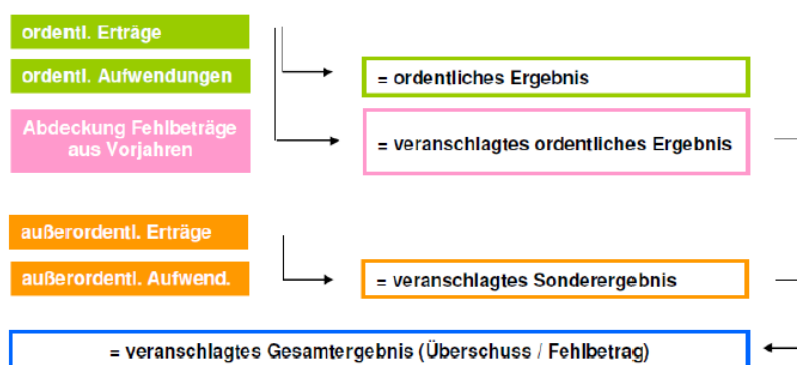 ordentl. Erträge
ordentl. Aufwendungen
= ordentliches Ergebnis
Abdeckung Fehlbeträge
aus Vorjahren
= veranschlagtes ordentliches Ergebnis
außerordentl. Erträge
außerordentl. Aufwend.
= veranschlagtes Sonderergebnis
= veranschlagtes Gesamtergebnis (Überschuss / Fehlbetrag)